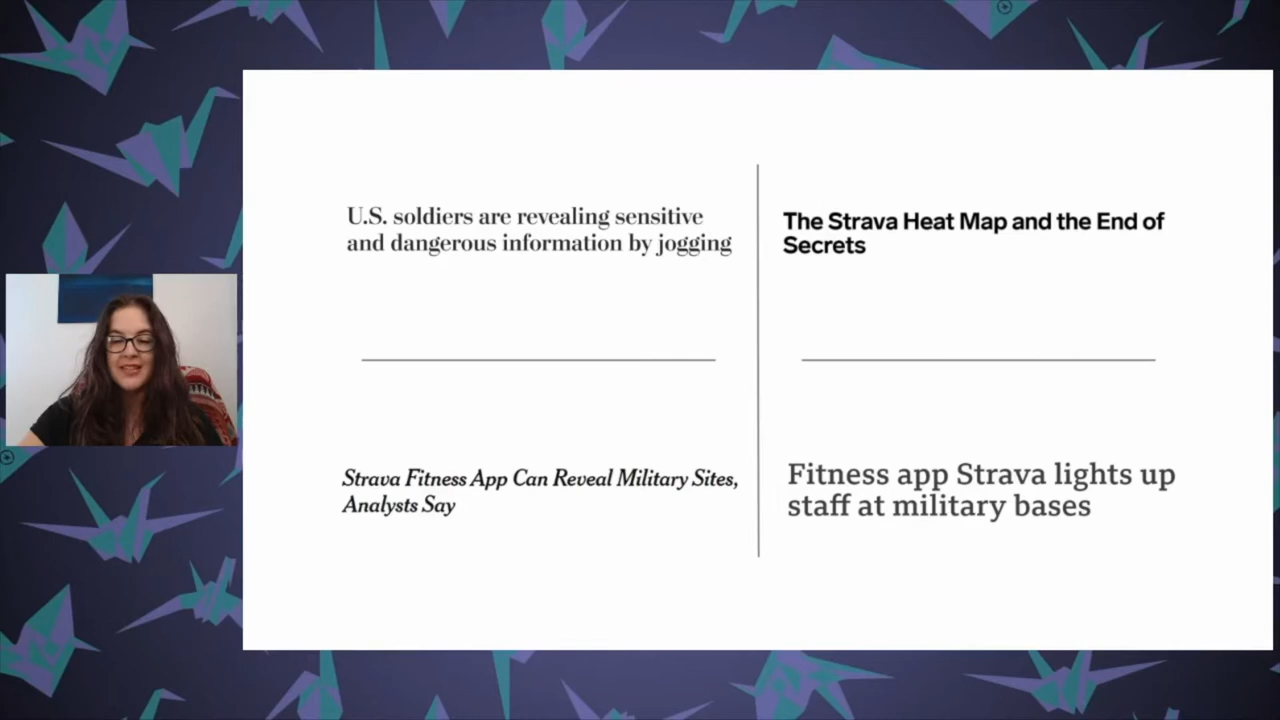 U.S. soldiers are revealing sensitive
and dangerous information by jogging
The Strava Heat Map and the End of
Secrets
Strava Fitness App Can Reveal Military Sites,
Analysts Say
Fitness app Strava lights up
staff at military bases